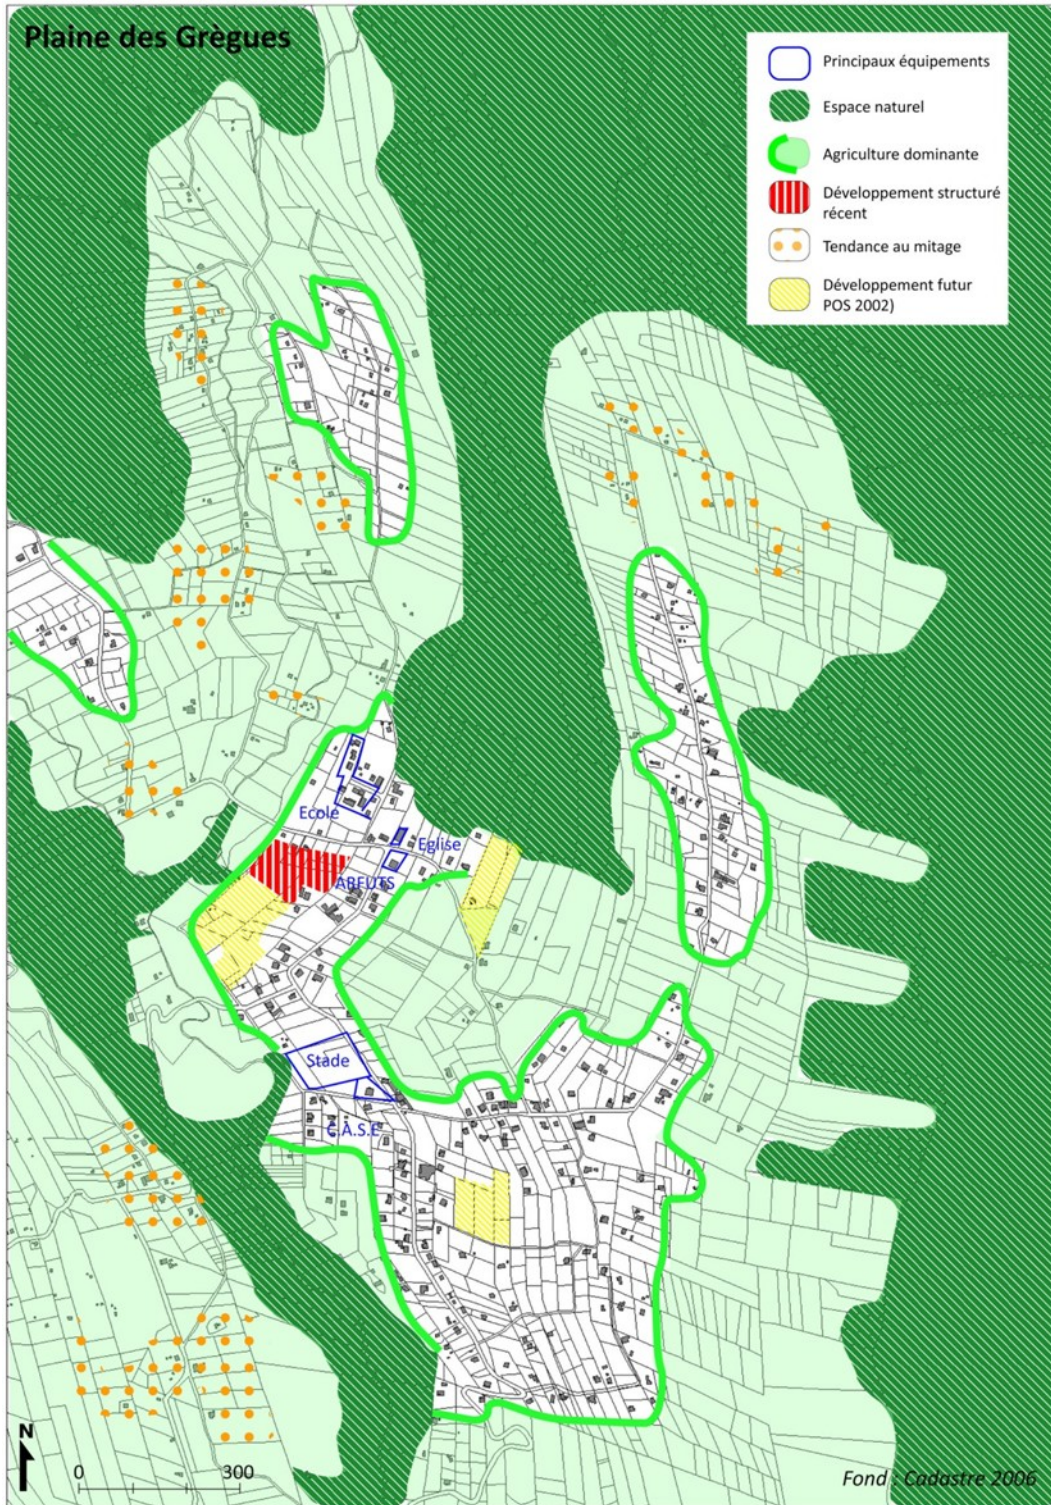 Plaine des Grègues
Principaux équipements
Espace naturel
Agriculture dominante
Développement structuré
récent
Tendance au mitage
Développement futur
POS 2002)
Ecole
Eglise
ABFUTS
Stade
C.À.S.E
N
0 300
Fond : Cadastre 2006